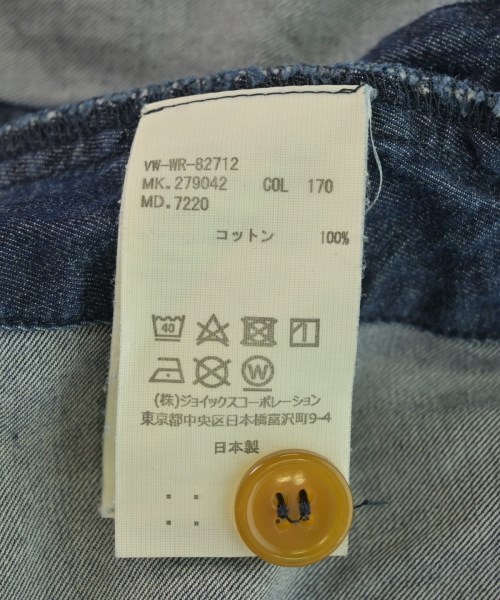 VW-WR-82712
MK.279042 COL 170
MD.7220
コットン 100%
40
W
(株)ジョイックスコーポレーション
東京都中央区日本橋富沢町9-4
日本製